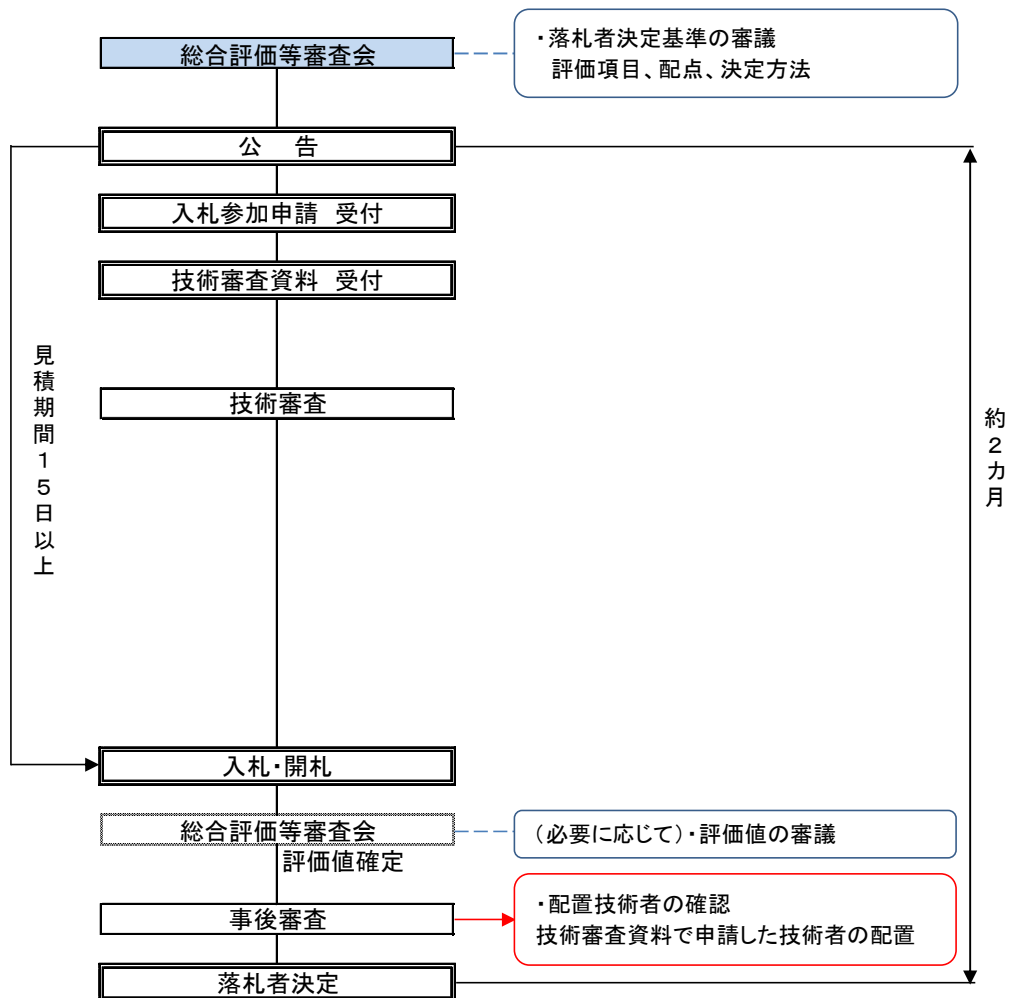 総合評価等審査会
・落札者決定基準の審議
評価項目、配点、決定方法
公　告
入札参加申請　受付
技術審査資料　受付
見積期間１５日以上
技術審査
約２カ月
入札・開札
総合評価等審査会
（必要に応じて）・評価値の審議
評価値確定
事後審査
・配置技術者の確認
技術審査資料で申請した技術者の配置
落札者決定